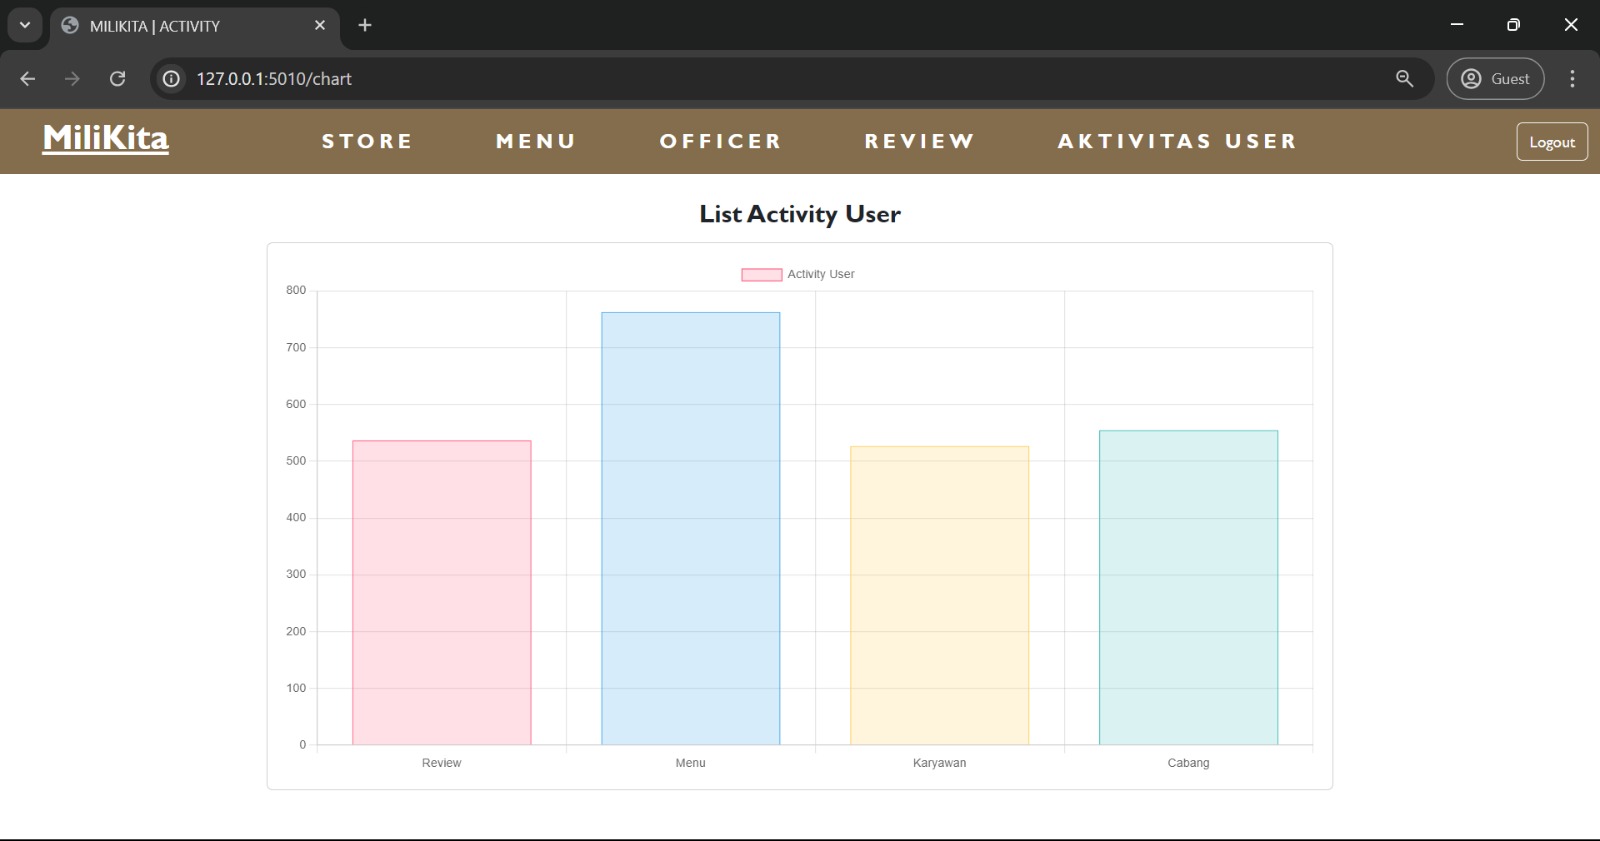 MILIKITA | ACTIVITY
127.0.0.1:5010/chart
Guest
MiliKita STORE MENU OFFICER REVIEW AKTIVITAS USER Logout
List Activity User
Activity User
800
700
600
500
400
300
200
100
0
Review Menu Karyawan Cabang